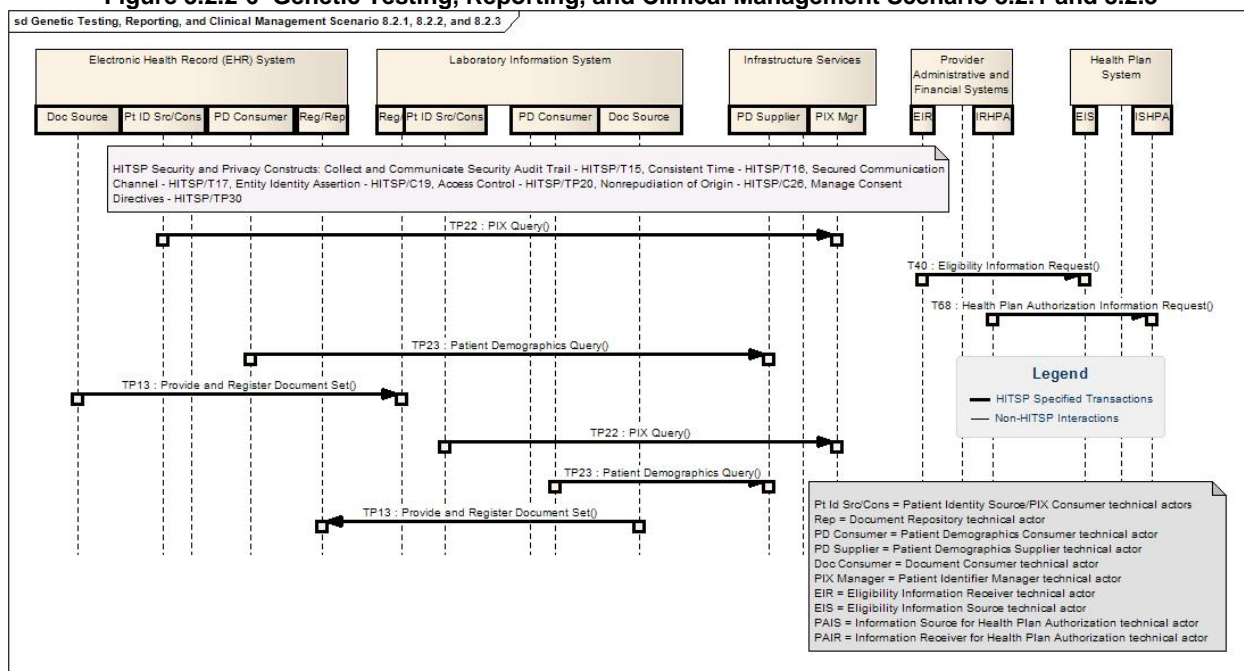 Figure 8.2.2-6 Genetic Testing, Reporting, and Clinical Management Scenario 8.2.1 and 8.2.3
sd Genetic Testing, Reporting, and Clinical Management Scenario 8.2.1, 8.2.2, and 8.2.3
Electronic Health Record (EHR) System
Laboratory Information System
Infrastructure Services
Provider
Administrative and
Financial Systems
Health Plan
System
Doc Source
Pt ID Src/Cons
PD Consumer
Reg/Rep
Reg/
Pt ID Src/Cons
PD Consumer
Doc Source
PD Supplier
PIX Mgr
EIR
IRHPA
EIS
ISHPA
HITSP Security and Privacy Constructs: Collect and Communicate Security Audit Trail - HITSP/T15, Consistent Time - HITSP/T16, Secured Communication
Channel - HITSP/T17, Entity Identity Assertion - HITSP/C19, Access Control - HITSP/TP20, Nonrepudiation of Origin - HITSP/C26, Manage Consent
Directives - HITSP/TP30
TP22 : PIX Query()
T40 : Eligibility Information Request()
T68 : Health Plan Authorization Information Request()
TP23 : Patient Demographics Query()
TP13 : Provide and Register Document Set()
Legend
HITSP Specified Transactions
Non-HITSP Interactions
TP22 : PIX Query()
TP23 : Patient Demographics Query()
TP13 : Provide and Register Document Set()
Pt Id Src/Cons = Patient Identity Source/PIX Consumer technical actors
Rep = Document Repository technical actor
PD Consumer = Patient Demographics Consumer technical actor
PD Supplier = Patient Demographics Supplier technical actor
Doc Consumer = Document Consumer technical actor
PIX Manager = Patient Identifier Manager technical actor
EIR = Eligibility Information Receiver technical actor
EIS = Eligibility Information Source technical actor
PAIS = Information Source for Health Plan Authorization technical actor
PAIR = Information Receiver for Health Plan Authorization technical actor